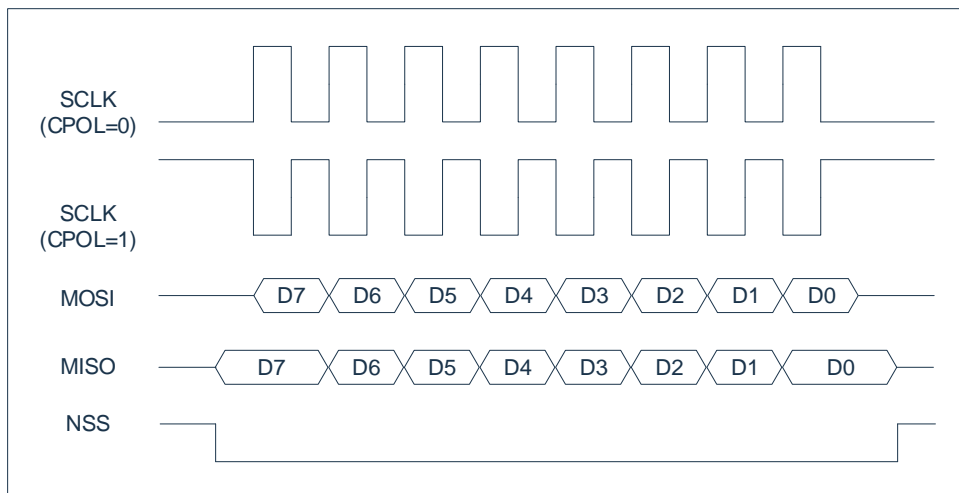 SCLK
(CPOL=0)
SCLK
(CPOL=1)
MOSI D7 D6 D5 D4 D3 D2 D1 D0
MISO D7 D6 D5 D4 D3 D2 D1 D0
NSS